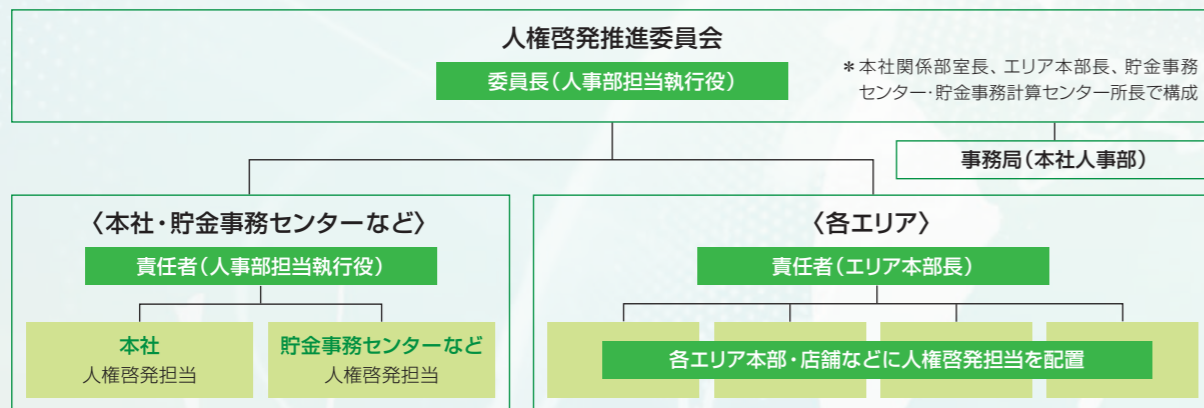 人権啓発推進委員会
委員長（人事部担当執行役）
＊本社関係部室長、エリア本部長、貯金事務
センター・貯金事務計算センター所長で構成
事務局（本社人事部）
〈本社・貯金事務センターなど〉
責任者（人事部担当執行役）
本社
人権啓発担当
貯金事務センターなど
人権啓発担当
〈各エリア〉
責任者（エリア本部長）
各エリア本部・店舗などに人権啓発担当を配置